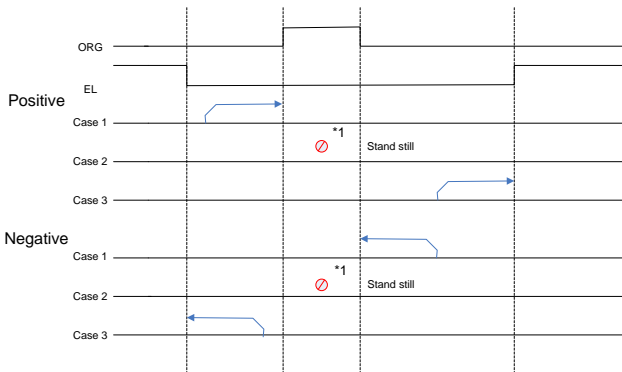 ORG
EL
Positive
Case 1
*1
Stand still
Case 2
Case 3
Negative
Case 1
*1
Stand still
Case 2
Case 3